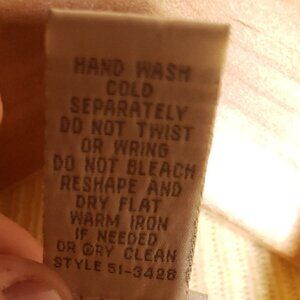 HAND WASH
COLD
SEPARATELY
DO NOT TWIST
OR WRING
DO NOT BLEACH
RESHAPE AND
DRY FLAT
WARM IRON
IF NEEDED
OR DRY CLEAN
STYLE 51-3428